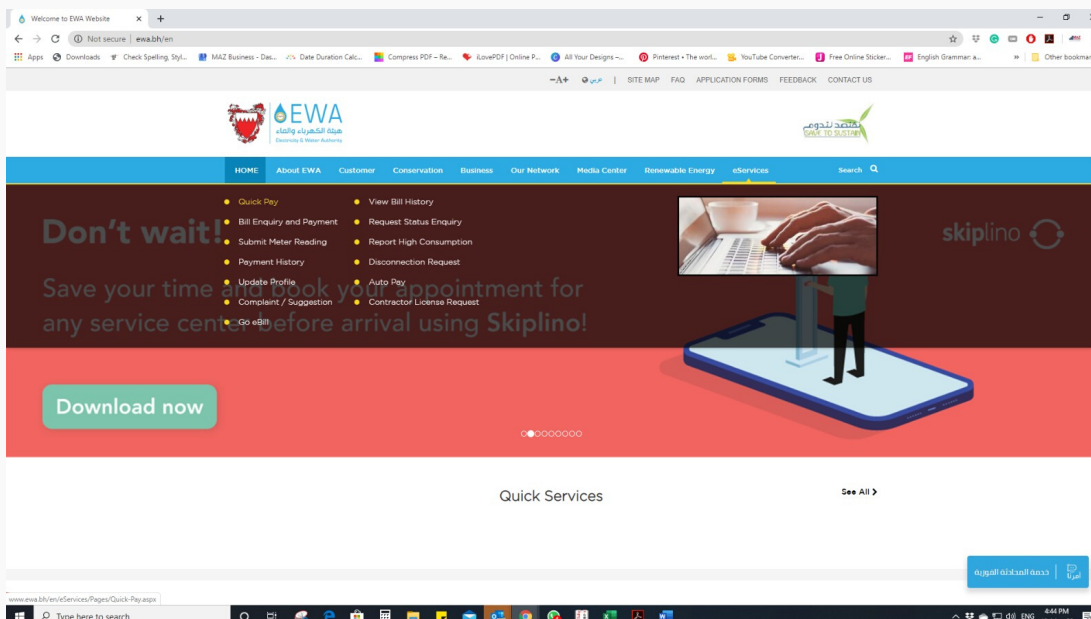 Welcome to EWA Website
Not secure | ewa.bh/en
Apps Downloads Check Spelling, Styl... MAZ Business – Das... Date Duration Calc... Compress PDF – Re... iLovePDF | Online P... All Your Designs –... Pinterest • The worl... YouTube Converter... Free Online Sticker... English Grammar: a... » Other bookmar
-A+ عربي | SITE MAP FAQ APPLICATION FORMS FEEDBACK CONTACT US
EWA
هيئة الكهرباء والماء
Electricity & Water Authority
SAVE TO SUSTAIN
HOME About EWA Customer Conservation Business Our Network Media Center Renewable Energy eServices Search
Quick Pay View Bill History
Bill Enquiry and Payment Request Status Enquiry
Submit Meter Reading Report High Consumption
Payment History Disconnection Request
Update Profile Auto Pay
Complaint / Suggestion Contractor License Request
Go eBill
Don't wait!
skiplino
Save your time and book your appointment for
any service center before arrival using Skiplino!
Download now
Quick Services
See All
خدمة المحادثة الفورية
www.ewa.bh/en/eServices/Pages/Quick-Pay.aspx
Type here to search
ENG 4:44 PM